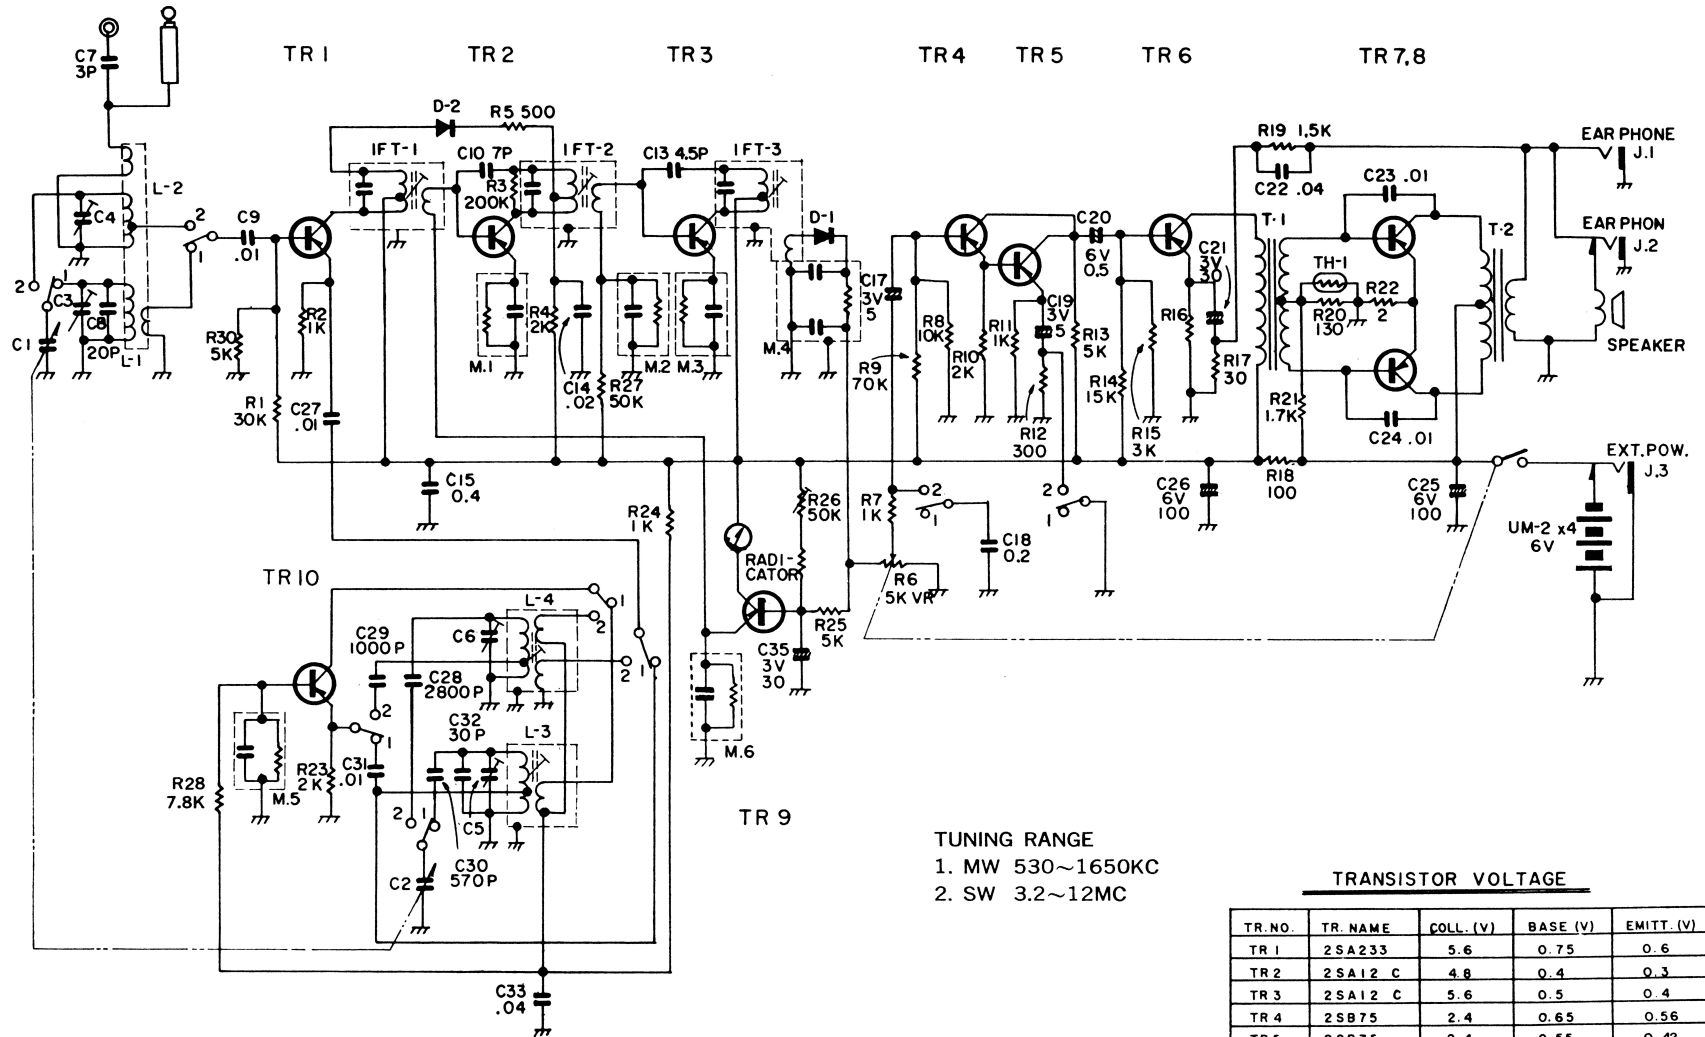 TR 1
TR 2
TR 3
TR 4
TR 5
TR 6
TR 7,8
C7
3P
L-2
C4
2
1
2
1
C3
C8
20P
L-1
C1
C9
.01
R30
5K
R1
30K
R2
1K
C27
.01
D-2
R5 500
IFT-1
C10 7P
R3
200K
IFT-2
M.1
R4
2K
C14
.02
R27
50K
M.2
M.3
C13 4.5P
IFT-3
D-1
M.4
C17
3V
5
R8
10K
R9
70K
R10
2K
R11
1K
C19
3V
5
R12
300
C20
6V
0.5
R13
5K
R14
15K
R15
3K
R16
C21
3V
30
R17
30
T-1
R19 1.5K
C22 .04
TH-1
R20
130
R22
2
R21
1.7K
C23 .01
C24 .01
T-2
EAR PHONE
J.1
EAR PHON
J.2
SPEAKER
EXT. POW.
J.3
UM-2 x4
6V
C25
6V
100
R18
100
C26
6V
100
C15
0.4
R24
1K
R26
50K
RADI-
CATOR
R7
1K
2
1
C18
0.2
2
1
R6
5K VR
R25
5K
C35
3V
30
M.6
TR 9
TR10
C29
1000P
C6
C28
2800P
L-4
1
2
2
1
2
1
C32
30P
L-3
R28
7.8K
M.5
R23
2K
C31
.01
2
1
C5
C30
570P
C2
C33
.04
TUNING RANGE
1. MW 530~1650KC
2. SW 3.2~12MC
TRANSISTOR VOLTAGE
TR.NO. TR. NAME COLL. (V) BASE (V) EMITT. (V)
TR 1 2SA233 5.6 0.75 0.6
TR 2 2SA12 C 4.8 0.4 0.3
TR 3 2SA12 C 5.6 0.5 0.4
TR 4 2SB75 2.4 0.65 0.56